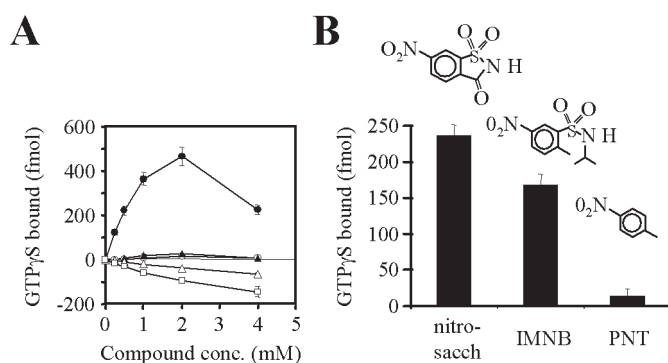 A
GTPγS bound (fmol)
600
400
200
0
-200
0 1 2 3 4 5
Compound conc. (mM)
B
O₂N
O O
S
N H
O
O₂N
O O
S
N H
O₂N
GTPγS bound (fmol)
250
200
150
100
50
0
nitro-
sacch
IMNB
PNT